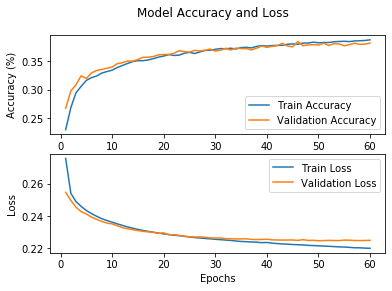 Model Accuracy and Loss
Accuracy (%)
0.35
0.30
0.25
0 10 20 30 40 50 60
Train Accuracy
Validation Accuracy
Loss
0.26
0.24
0.22
Train Loss
Validation Loss
0 10 20 30 40 50 60
Epochs